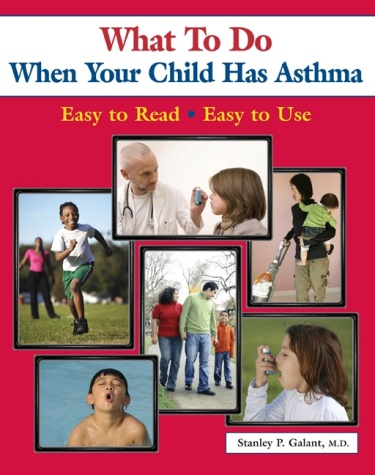 What To Do
When Your Child Has Asthma
Easy to Read • Easy to Use
Stanley P. Galant, M.D.